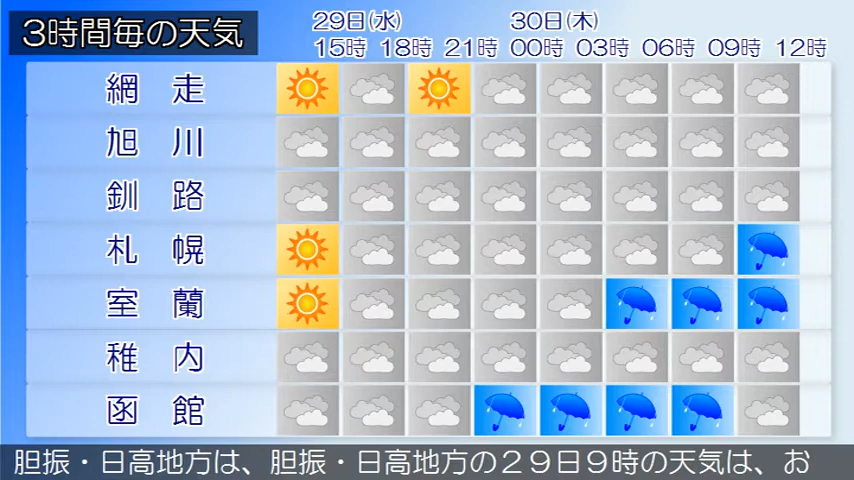 3時間毎の天気
29日(水) 30日(木)
15時 18時 21時 00時 03時 06時 09時 12時
網走
旭川
釧路
札幌
室蘭
稚内
函館
胆振・日高地方は、胆振・日高地方の２９日９時の天気は、お